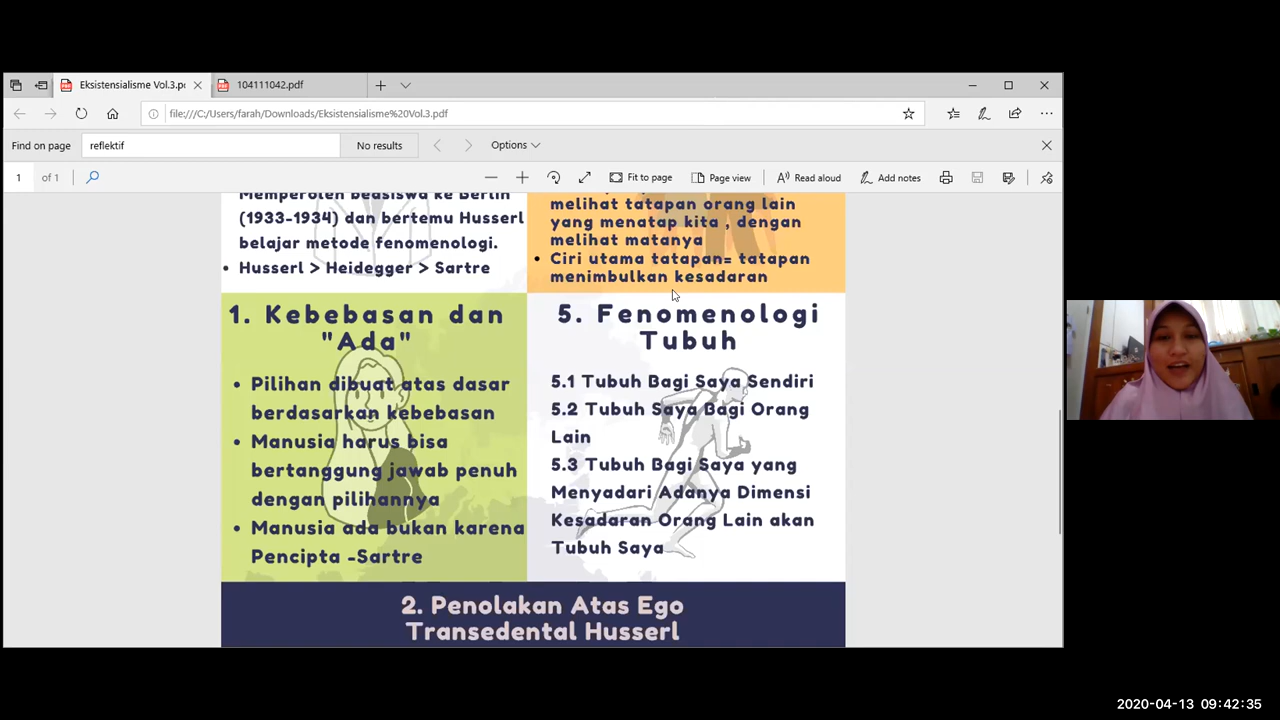 Eksistensialisme Vol.3.p
104111042.pdf
file:///C:/Users/farah/Downloads/Eksistensialisme%20Vol.3.pdf
Find on page
reflektif
No results
Options
1 of 1
Fit to page
Page view
Read aloud
Add notes
Memperoleh beasiswa ke Berlin
(1933-1934) dan bertemu Husserl
belajar metode fenomenologi.
• Husserl > Heidegger > Sartre
melihat tatapan orang lain
yang menatap kita , dengan
melihat matanya
• Ciri utama tatapan= tatapan
menimbulkan kesadaran
1. Kebebasan dan
"Ada"
• Pilihan dibuat atas dasar
berdasarkan kebebasan
• Manusia harus bisa
bertanggung jawab penuh
dengan pilihannya
• Manusia ada bukan karena
Pencipta -Sartre
5. Fenomenologi
Tubuh
5.1 Tubuh Bagi Saya Sendiri
5.2 Tubuh Saya Bagi Orang
Lain
5.3 Tubuh Bagi Saya yang
Menyadari Adanya Dimensi
Kesadaran Orang Lain akan
Tubuh Saya
2. Penolakan Atas Ego
Transedental Husserl
2020-04-13 09:42:35